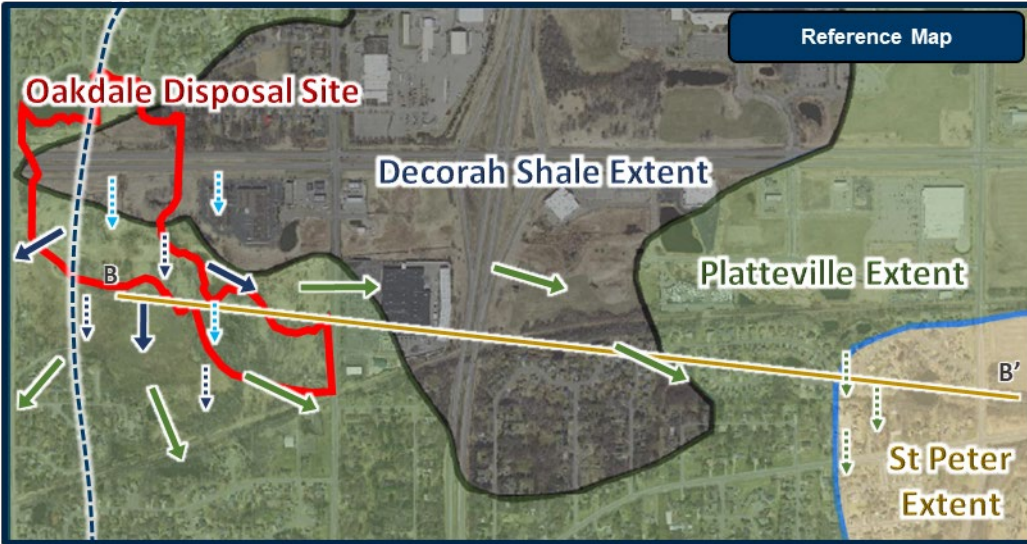 Reference Map
Oakdale Disposal Site
Decorah Shale Extent
Platteville Extent
B
B'
St Peter
Extent